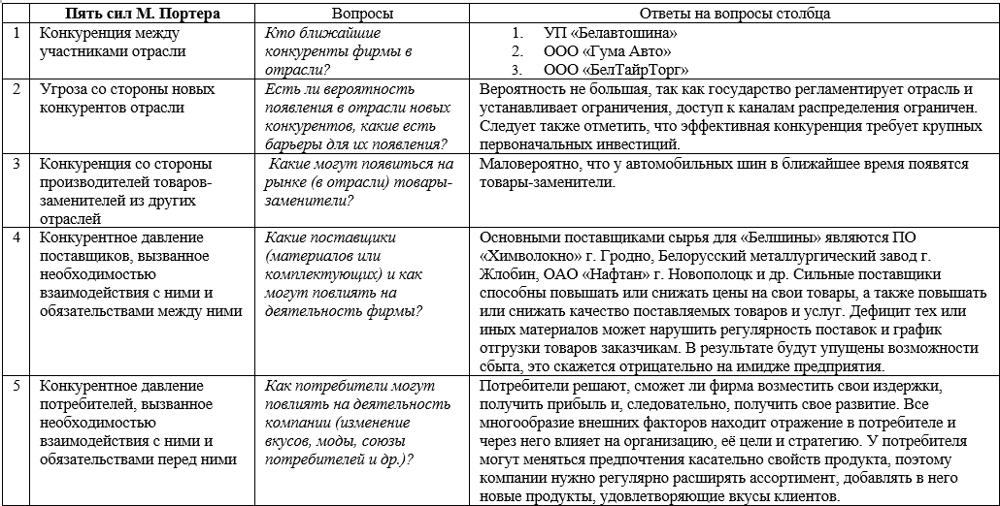 Пять сил М. Портера Вопросы Ответы на вопросы столбца
1 Конкуренция между
участниками отрасли
Кто ближайшие
конкуренты фирмы в
отрасли?
1. УП «Белавтошина»
2. ООО «Гума Авто»
3. ООО «БелТайрТорг»
2 Угроза со стороны новых
конкурентов отрасли
Есть ли вероятность
появления в отрасли новых
конкурентов, какие есть
барьеры для их появления?
Вероятность не большая, так как государство регламентирует отрасль и
устанавливает ограничения, доступ к каналам распределения ограничен.
Следует также отметить, что эффективная конкуренция требует крупных
первоначальных инвестиций.
3 Конкуренция со стороны
производителей товаров-
заменителей из других
отраслей
Какие могут появиться на
рынке (в отрасли) товары-
заменители?
Маловероятно, что у автомобильных шин в ближайшее время появятся
товары-заменители.
4 Конкурентное давление
поставщиков, вызванное
необходимостью
взаимодействия с ними и
обязательствами между ними
Какие поставщики
(материалов или
комплектующих) и как
могут повлиять на
деятельность фирмы?
Основными поставщиками сырья для «Белшины» являются ПО
«Химволокно» г. Гродно, Белорусский металлургический завод г.
Жлобин, ОАО «Нафтан» г. Новополоцк и др. Сильные поставщики
способны повышать или снижать цены на свои товары, а также повышать
или снижать качество поставляемых товаров и услуг. Дефицит тех или
иных материалов может нарушить регулярность поставок и график
отгрузки товаров заказчикам. В результате будут упущены возможности
сбыта, это скажется отрицательно на имидже предприятия.
5 Конкурентное давление
потребителей, вызванное
необходимостью
взаимодействия с ними и
обязательствами перед ними
Как потребители могут
повлиять на деятельность
компании (изменение
вкусов, моды, союзы
потребителей и др.)?
Потребители решают, сможет ли фирма возместить свои издержки,
получить прибыль и, следовательно, получить свое развитие. Все
многообразие внешних факторов находит отражение в потребителе и
через него влияет на организацию, её цели и стратегию. У потребителя
могут меняться предпочтения касательно свойств продукта, поэтому
компании нужно регулярно расширять ассортимент, добавлять в него
новые продукты, удовлетворяющие вкусы клиентов.